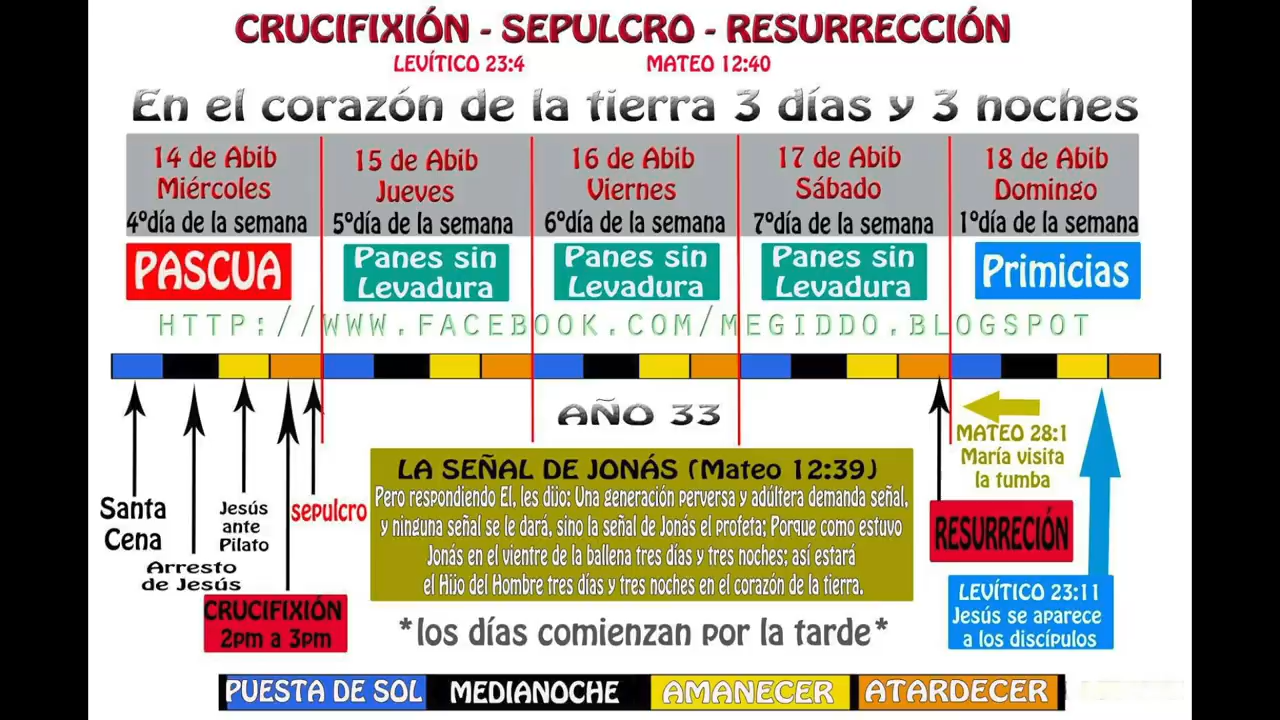 CRUCIFIXIÓN - SEPULCRO - RESURRECCIÓN
LEVÍTICO 23:4
MATEO 12:40
En el corazón de la tierra 3 días y 3 noches
14 de Abib
Miércoles
4ºdía de la semana
PASCUA
15 de Abib
Jueves
5ºdía de la semana
Panes sin
Levadura
16 de Abib
Viernes
6ºdía de la semana
Panes sin
Levadura
17 de Abib
Sábado
7ºdía de la semana
Panes sin
Levadura
18 de Abib
Domingo
1ºdía de la semana
Primicias
HTTP://WWW.FACEBOOK.COM/MEGIDDO.BLOGSPOT
AÑO 33
Santa
Cena
Arresto
de Jesús
Jesús
ante
Pilato
CRUCIFIXIÓN
2pm a 3pm
sepulcro
LA SEÑAL DE JONÁS (Mateo 12:39)
Pero respondiendo El, les dijo: Una generación perversa y adúltera demanda señal,
y ninguna señal se le dará, sino la señal de Jonás el profeta; Porque como estuvo
Jonás en el vientre de la ballena tres días y tres noches; así estará
el Hijo del Hombre tres días y tres noches en el corazón de la tierra.
*los días comienzan por la tarde*
MATEO 28:1
María visita
la tumba
RESURRECIÓN
LEVÍTICO 23:11
Jesús se aparece
a los discípulos
PUESTA DE SOL
MEDIANOCHE
AMANECER
ATARDECER